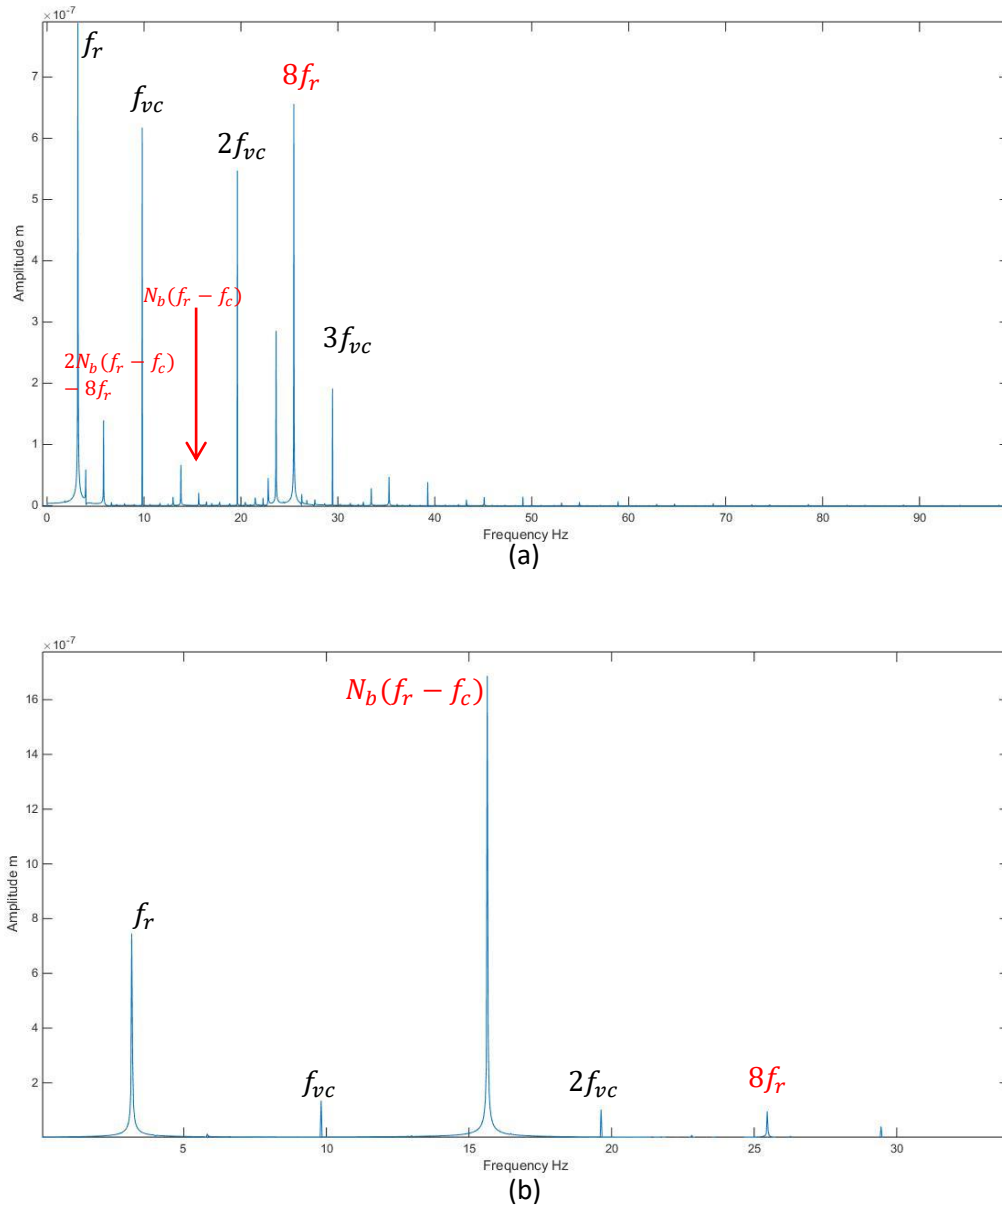 × 10⁻⁷
f_r
8f_r
7
f_vc
6
2f_vc
5
Amplitude m
4
N_b(f_r − f_c)
3
3f_vc
2N_b(f_r − f_c)
− 8f_r
2
1
0
0 10 20 30 40 50 60 70 80 90
Frequency Hz
(a)
× 10⁻⁷
N_b(f_r − f_c)
16
14
12
10
Amplitude m
f_r
8
6
4
f_vc
2f_vc
8f_r
2
5 10 15 20 25 30
Frequency Hz
(b)